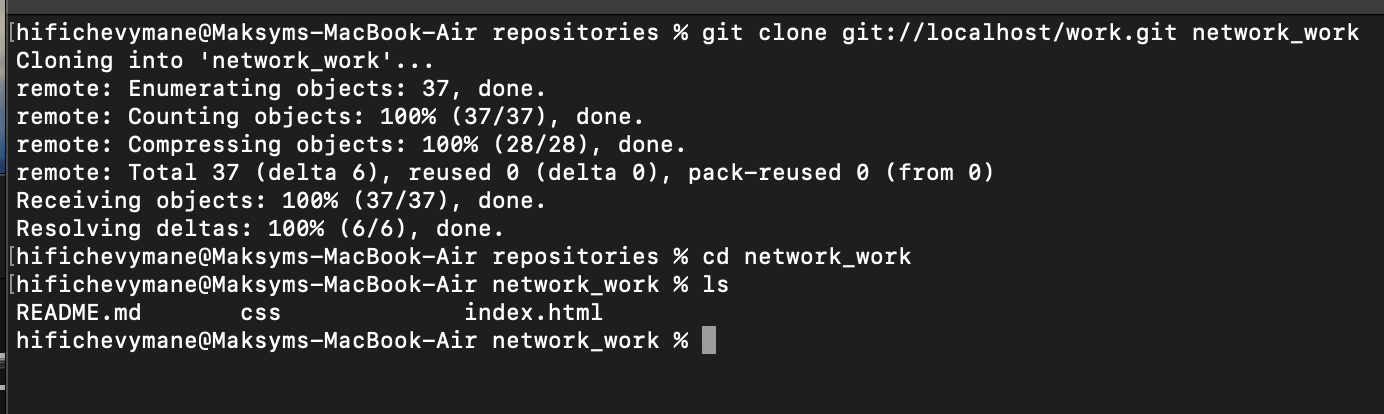 [hifichevymane@Maksyms-MacBook-Air repositories % git clone git://localhost/work.git network_work
Cloning into 'network_work'...
remote: Enumerating objects: 37, done.
remote: Counting objects: 100% (37/37), done.
remote: Compressing objects: 100% (28/28), done.
remote: Total 37 (delta 6), reused 0 (delta 0), pack-reused 0 (from 0)
Receiving objects: 100% (37/37), done.
Resolving deltas: 100% (6/6), done.
[hifichevymane@Maksyms-MacBook-Air repositories % cd network_work
[hifichevymane@Maksyms-MacBook-Air network_work % ls
README.md       css             index.html
hifichevymane@Maksyms-MacBook-Air network_work %